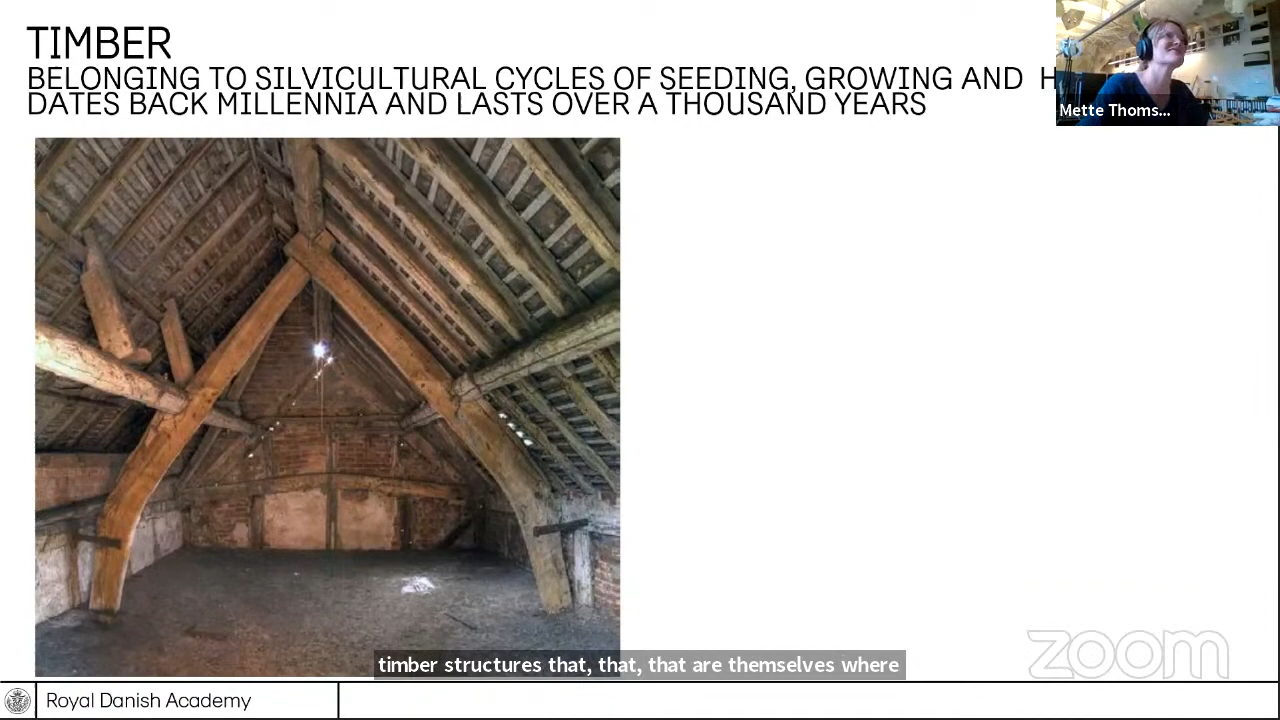 TIMBER
BELONGING TO SILVICULTURAL CYCLES OF SEEDING, GROWING AND H
DATES BACK MILLENNIA AND LASTS OVER A THOUSAND YEARS
Mette Thoms...
timber structures that, that, that are themselves where
zoom
Royal Danish Academy